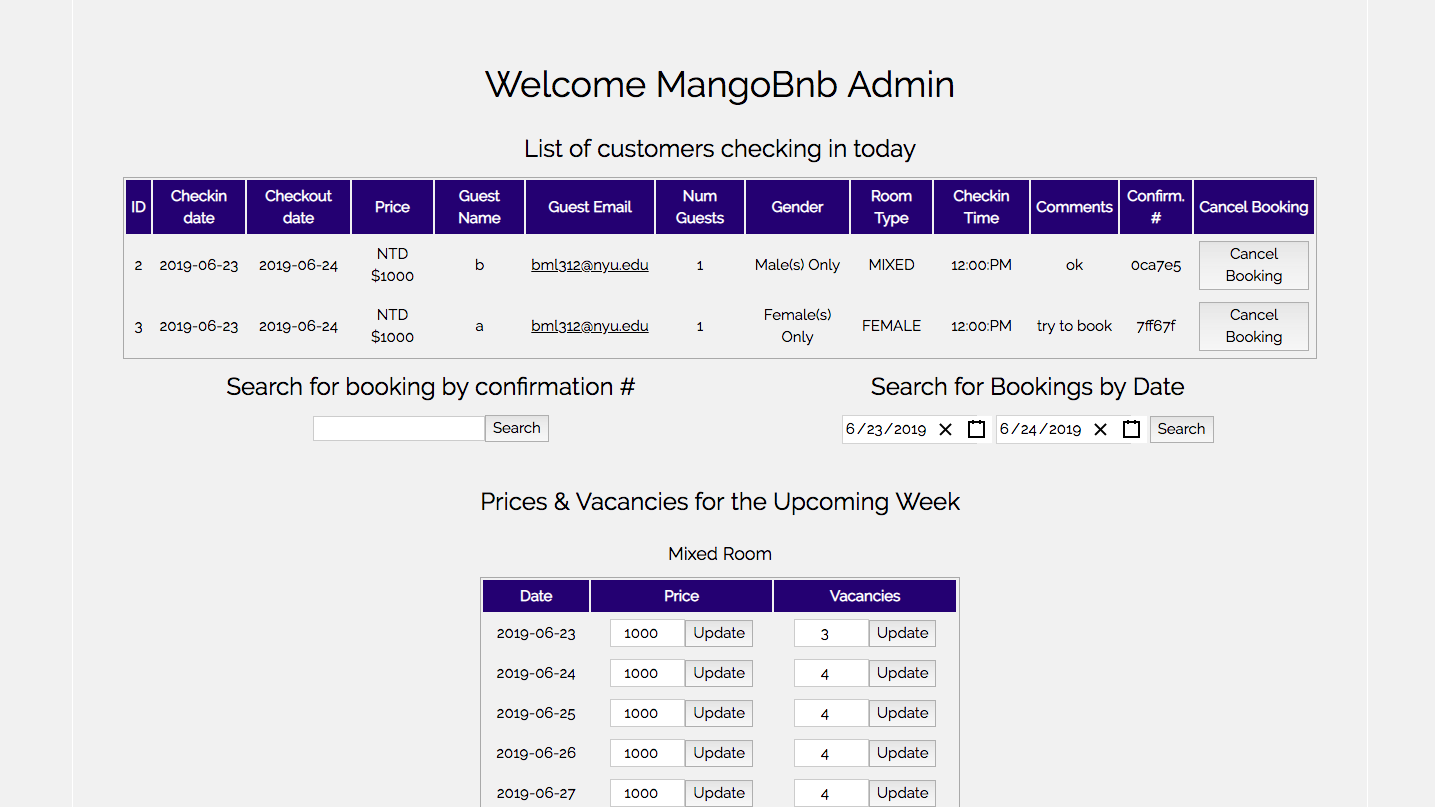 Welcome MangoBnb Admin
List of customers checking in today
ID Checkin date Checkout date Price Guest Name Guest Email Num Guests Gender Room Type Checkin Time Comments Confirm. # Cancel Booking
2 2019-06-23 2019-06-24 NTD $1000 b bml312@nyu.edu 1 Male(s) Only MIXED 12:00:PM ok 0ca7e5 Cancel Booking
3 2019-06-23 2019-06-24 NTD $1000 a bml312@nyu.edu 1 Female(s) Only FEMALE 12:00:PM try to book 7ff67f Cancel Booking
Search for booking by confirmation #
Search
Search for Bookings by Date
6/23/2019 6/24/2019 Search
Prices & Vacancies for the Upcoming Week
Mixed Room
Date Price Vacancies
2019-06-23 1000 Update 3 Update
2019-06-24 1000 Update 4 Update
2019-06-25 1000 Update 4 Update
2019-06-26 1000 Update 4 Update
2019-06-27 1000 Update 4 Update